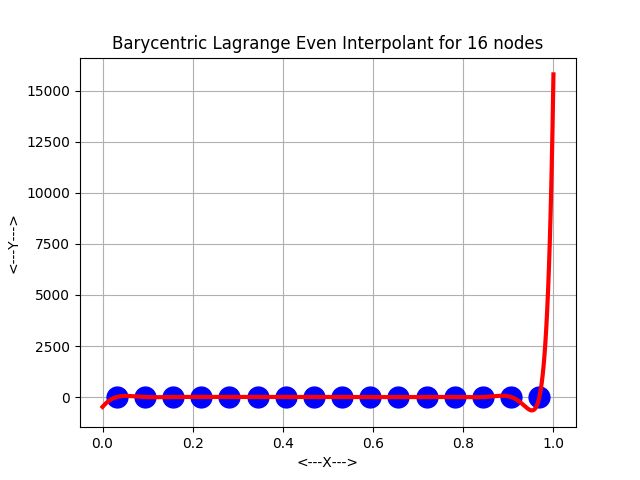 Barycentric Lagrange Even Interpolant for 16 nodes
15000
12500
10000
7500
5000
2500
0
<---Y--->
0.0 0.2 0.4 0.6 0.8 1.0
<---X--->